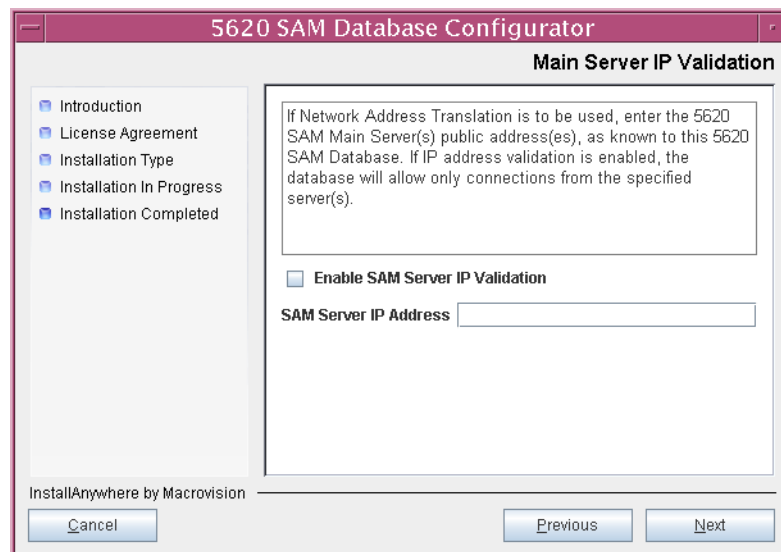 5620 SAM Database Configurator
Main Server IP Validation
Introduction
License Agreement
Installation Type
Installation In Progress
Installation Completed
If Network Address Translation is to be used, enter the 5620
SAM Main Server(s) public address(es), as known to this 5620
SAM Database. If IP address validation is enabled, the
database will allow only connections from the specified
server(s).
Enable SAM Server IP Validation
SAM Server IP Address
InstallAnywhere by Macrovision
Cancel
Previous
Next